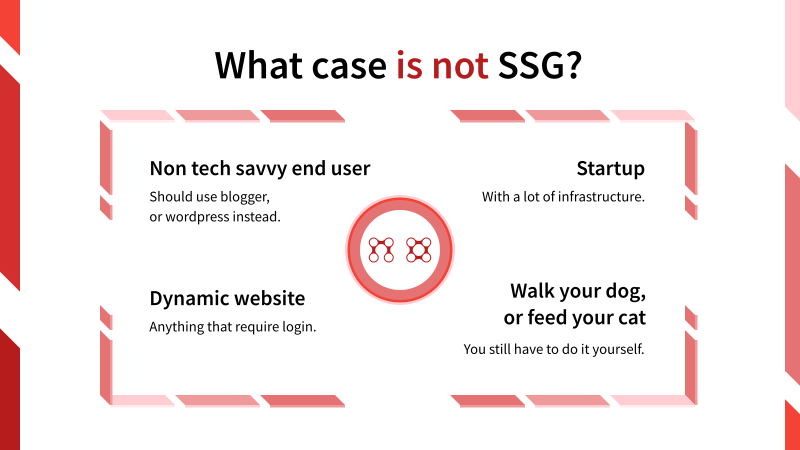 What case is not SSG?
Non tech savvy end user
Should use blogger,
or wordpress instead.
Startup
With a lot of infrastructure.
Dynamic website
Anything that require login.
Walk your dog,
or feed your cat
You still have to do it yourself.